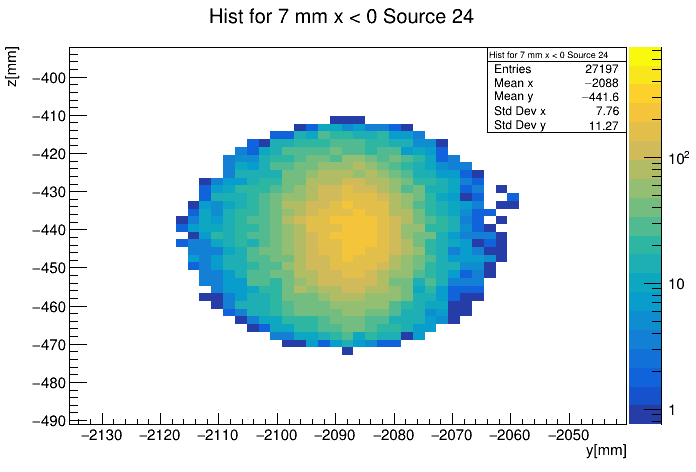 Hist for 7 mm x < 0 Source 24
z[mm]
Hist for 7 mm x < 0 Source 24
Entries 27197
Mean x −2088
Mean y −441.6
Std Dev x 7.76
Std Dev y 11.27
−400
−410
−420
−430
−440
−450
−460
−470
−480
−490
10²
10
1
−2130 −2120 −2110 −2100 −2090 −2080 −2070 −2060 −2050
y[mm]